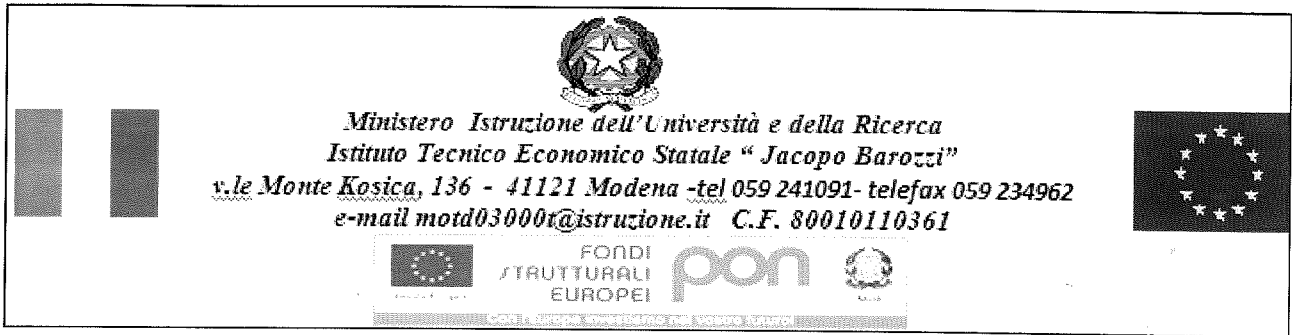 Ministero Istruzione dell'Università e della Ricerca
Istituto Tecnico Economico Statale “ Jacopo Barozzi”
v.le Monte Kosica, 136 - 41121 Modena -tel 059 241091- telefax 059 234962
e-mail motd03000t@istruzione.it C.F. 80010110361
FONDI
STRUTTURALI
EUROPEI
pon